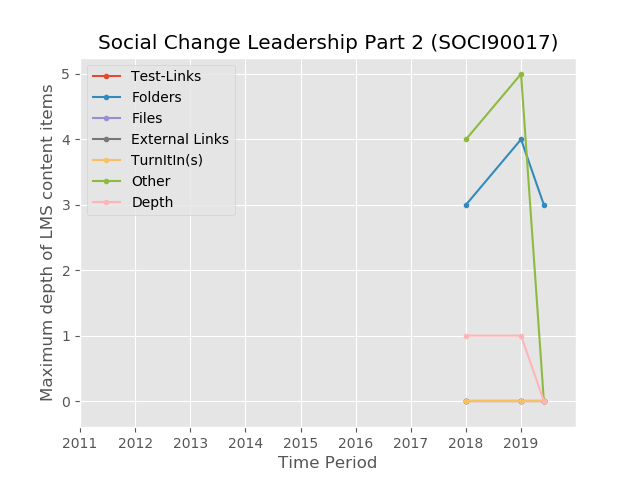 Social Change Leadership Part 2 (SOCI90017)
Maximum depth of LMS content items
5
4
3
2
1
0
Test-Links
Folders
Files
External Links
TurnItIn(s)
Other
Depth
2011 2012 2013 2014 2015 2016 2017 2018 2019
Time Period